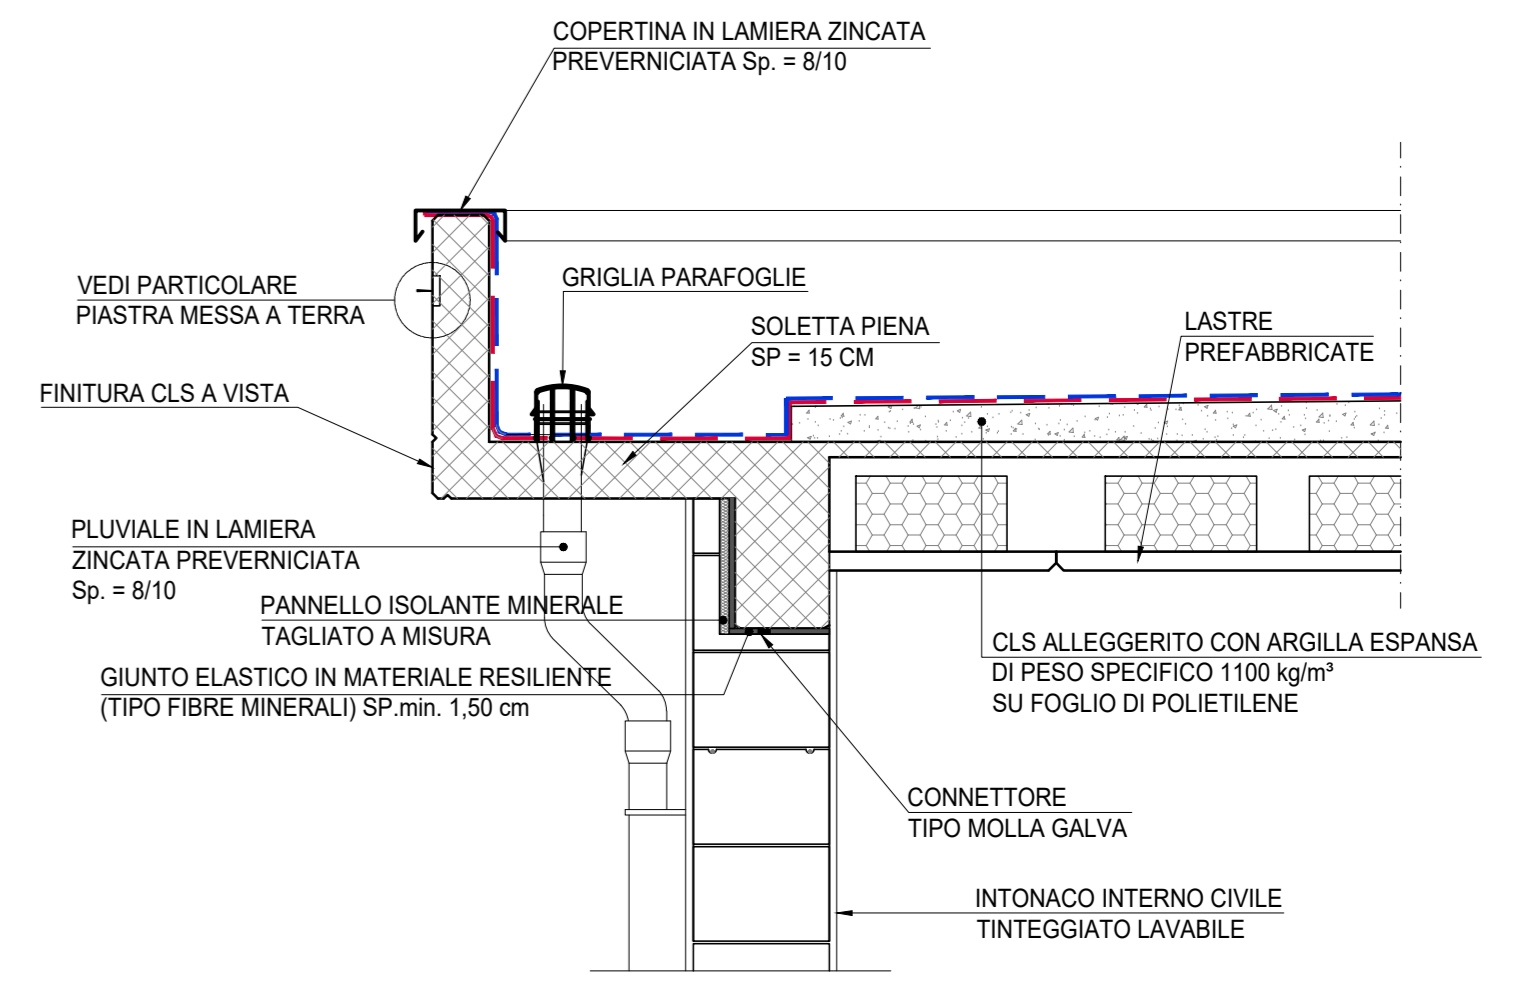 COPERTINA IN LAMIERA ZINCATA
PREVERNICIATA Sp. = 8/10
VEDI PARTICOLARE
PIASTRA MESSA A TERRA
GRIGLIA PARAFOGLIE
SOLETTA PIENA
SP = 15 CM
LASTRE
PREFABBRICATE
FINITURA CLS A VISTA
PLUVIALE IN LAMIERA
ZINCATA PREVERNICIATA
Sp. = 8/10
PANNELLO ISOLANTE MINERALE
TAGLIATO A MISURA
GIUNTO ELASTICO IN MATERIALE RESILIENTE
(TIPO FIBRE MINERALI) SP.min. 1,50 cm
CLS ALLEGGERITO CON ARGILLA ESPANSA
DI PESO SPECIFICO 1100 kg/m³
SU FOGLIO DI POLIETILENE
CONNETTORE
TIPO MOLLA GALVA
INTONACO INTERNO CIVILE
TINTEGGIATO LAVABILE